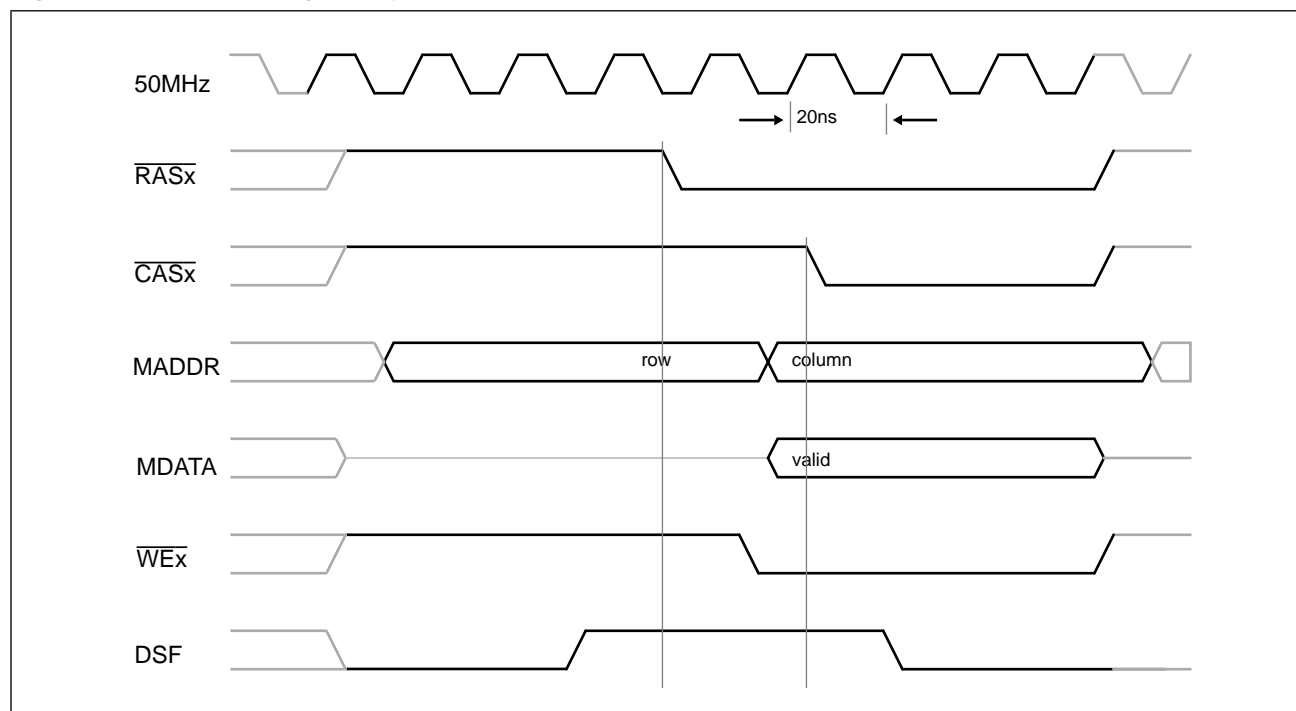 50MHz
20ns
RASx
CASx
MADDR
row
column
MDATA
valid
WEx
DSF